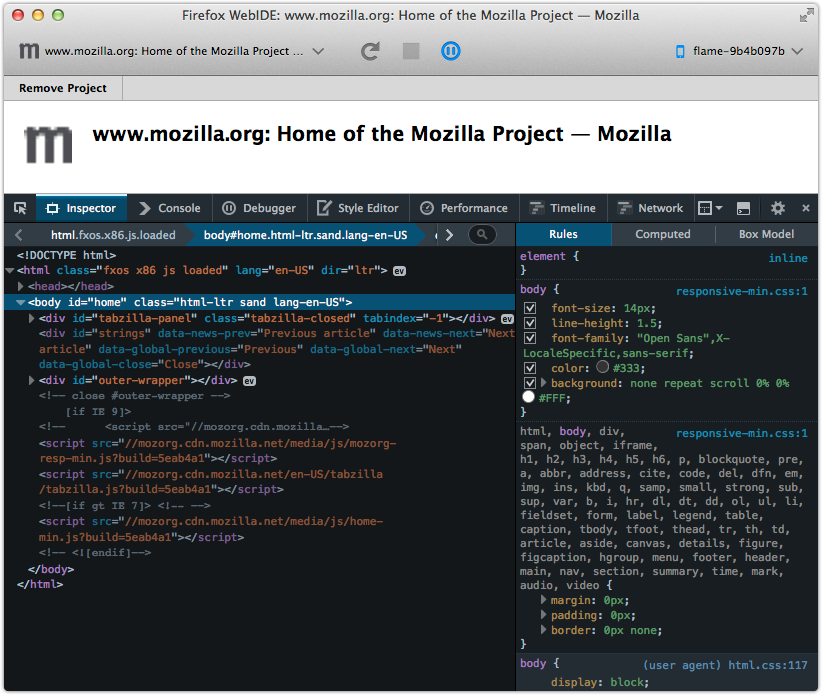 Firefox WebIDE: www.mozilla.org: Home of the Mozilla Project — Mozilla
m www.mozilla.org: Home of the Mozilla Project ... flame-9b4b097b
Remove Project
m www.mozilla.org: Home of the Mozilla Project — Mozilla
Inspector Console Debugger Style Editor Performance Timeline Network
html.fxos.x86.js.loaded body#home.html-ltr.sand.lang-en-US
<!DOCTYPE html>
<html class="fxos x86 js loaded" lang="en-US" dir="ltr"> ev
<head></head>
<body id="home" class="html-ltr sand lang-en-US">
<div id="tabzilla-panel" class="tabzilla-closed" tabindex="-1"></div> ev
<div id="strings" data-news-prev="Previous article" data-news-next="Next
article" data-global-previous="Previous" data-global-next="Next"
data-global-close="Close"></div>
<div id="outer-wrapper"></div> ev
<!-- close #outer-wrapper -->
[if IE 9]>
<!-- <script src="//mozorg.cdn.mozilla.…-->
<script src="//mozorg.cdn.mozilla.net/media/js/mozorg-
resp-min.js?build=5eab4a1"></script>
<script src="//mozorg.cdn.mozilla.net/en-US/tabzilla
/tabzilla.js?build=5eab4a1"></script>
<!--[if gt IE 7]> <!-- -->
<script src="//mozorg.cdn.mozilla.net/media/js/home-
min.js?build=5eab4a1"></script>
<!-- <![endif]-->
</body>
</html>
Rules Computed Box Model
element { inline
}
body { responsive-min.css:1
font-size: 14px;
line-height: 1.5;
font-family: "Open Sans",X-
LocaleSpecific,sans-serif;
color: #333;
background: none repeat scroll 0% 0%
#FFF;
}
html, body, div, responsive-min.css:1
span, object, iframe,
h1, h2, h3, h4, h5, h6, p, blockquote, pre,
a, abbr, address, cite, code, del, dfn, em,
img, ins, kbd, q, samp, small, strong, sub,
sup, var, b, i, hr, dl, dt, dd, ol, ul, li,
fieldset, form, label, legend, table,
caption, tbody, tfoot, thead, tr, th, td,
article, aside, canvas, details, figure,
figcaption, hgroup, menu, footer, header,
main, nav, section, summary, time, mark,
audio, video {
margin: 0px;
padding: 0px;
border: 0px none;
}
body { (user agent) html.css:117
display: block;